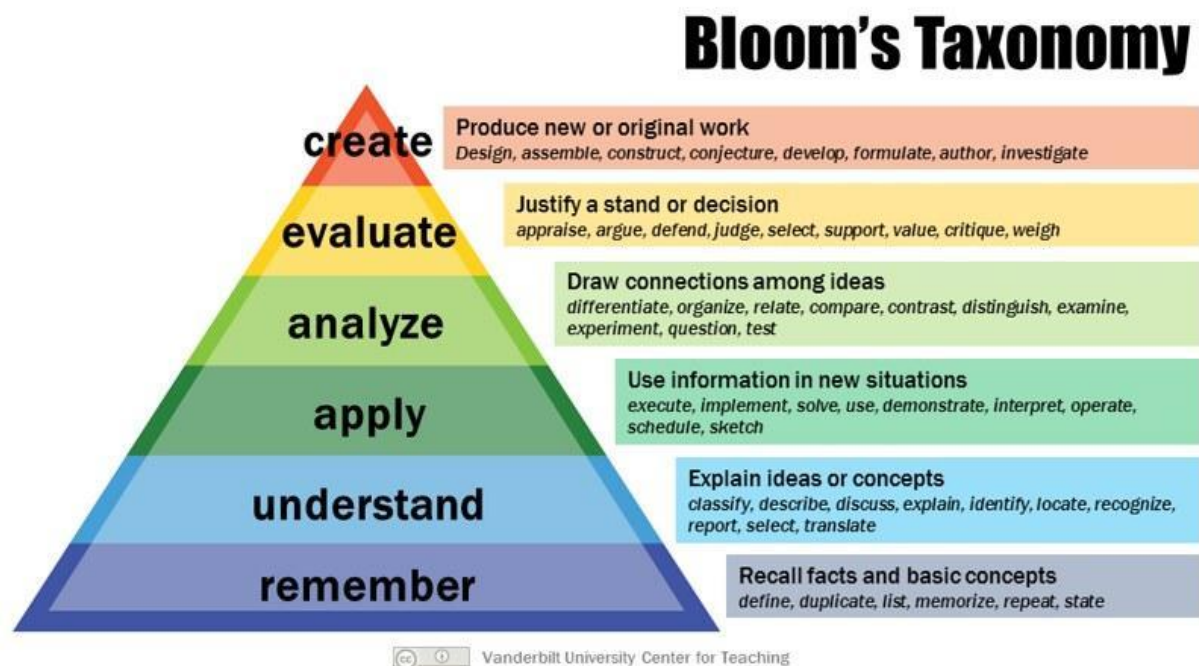 Bloom's Taxonomy
create
Produce new or original work
Design, assemble, construct, conjecture, develop, formulate, author, investigate
evaluate
Justify a stand or decision
appraise, argue, defend, judge, select, support, value, critique, weigh
analyze
Draw connections among ideas
differentiate, organize, relate, compare, contrast, distinguish, examine,
experiment, question, test
apply
Use information in new situations
execute, implement, solve, use, demonstrate, interpret, operate,
schedule, sketch
understand
Explain ideas or concepts
classify, describe, discuss, explain, identify, locate, recognize,
report, select, translate
remember
Recall facts and basic concepts
define, duplicate, list, memorize, repeat, state
cc Vanderbilt University Center for Teaching